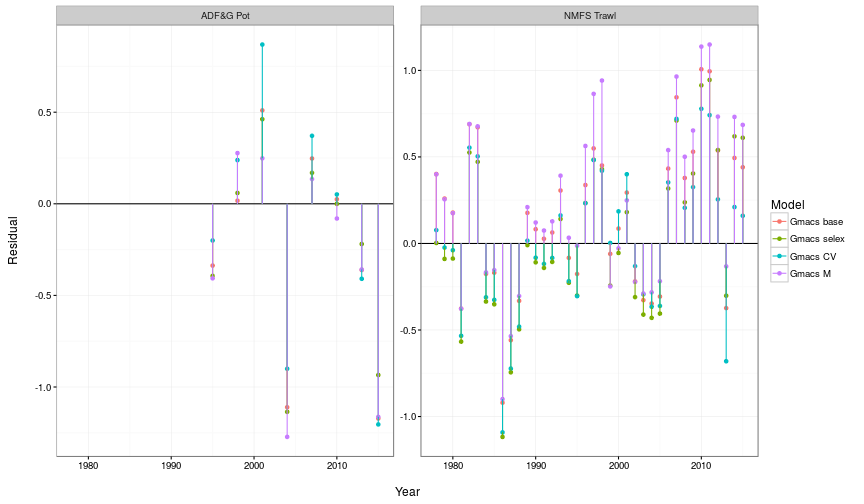 ADF&G Pot
NMFS Trawl
0.5
0.0
-0.5
-1.0
1.0
0.5
0.0
-0.5
-1.0
1980
1990
2000
2010
1980
1990
2000
2010
Residual
Year
Model
Gmacs base
Gmacs selex
Gmacs CV
Gmacs M